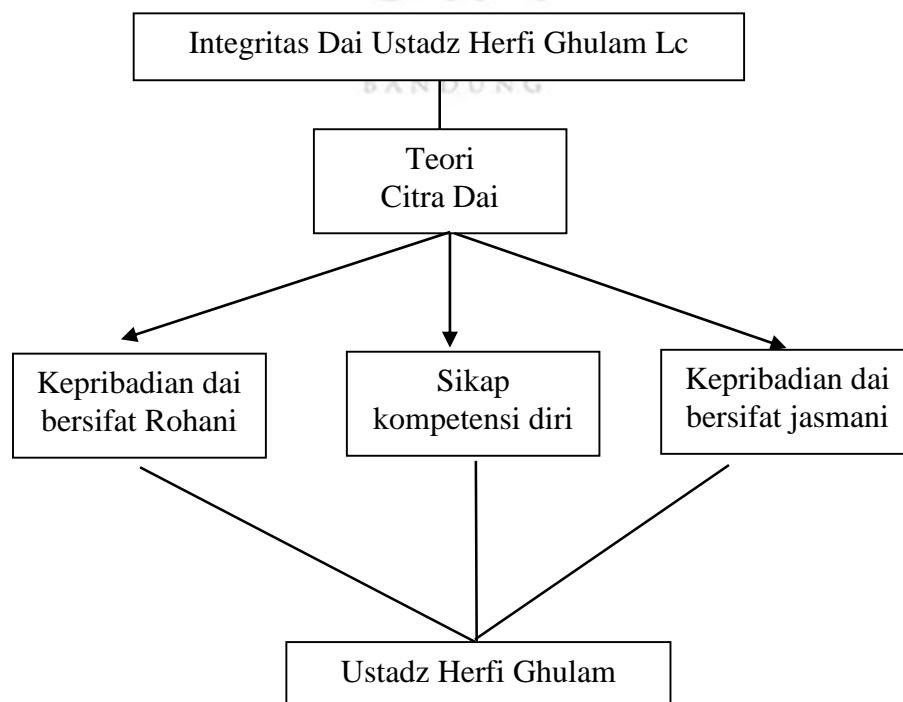 Integritas Dai Ustadz Herfi Ghulam Lc
BANDUNG
Teori
Citra Dai
Kepribadian dai
bersifat Rohani
Sikap
kompetensi diri
Kepribadian dai
bersifat jasmani
Ustadz Herfi Ghulam